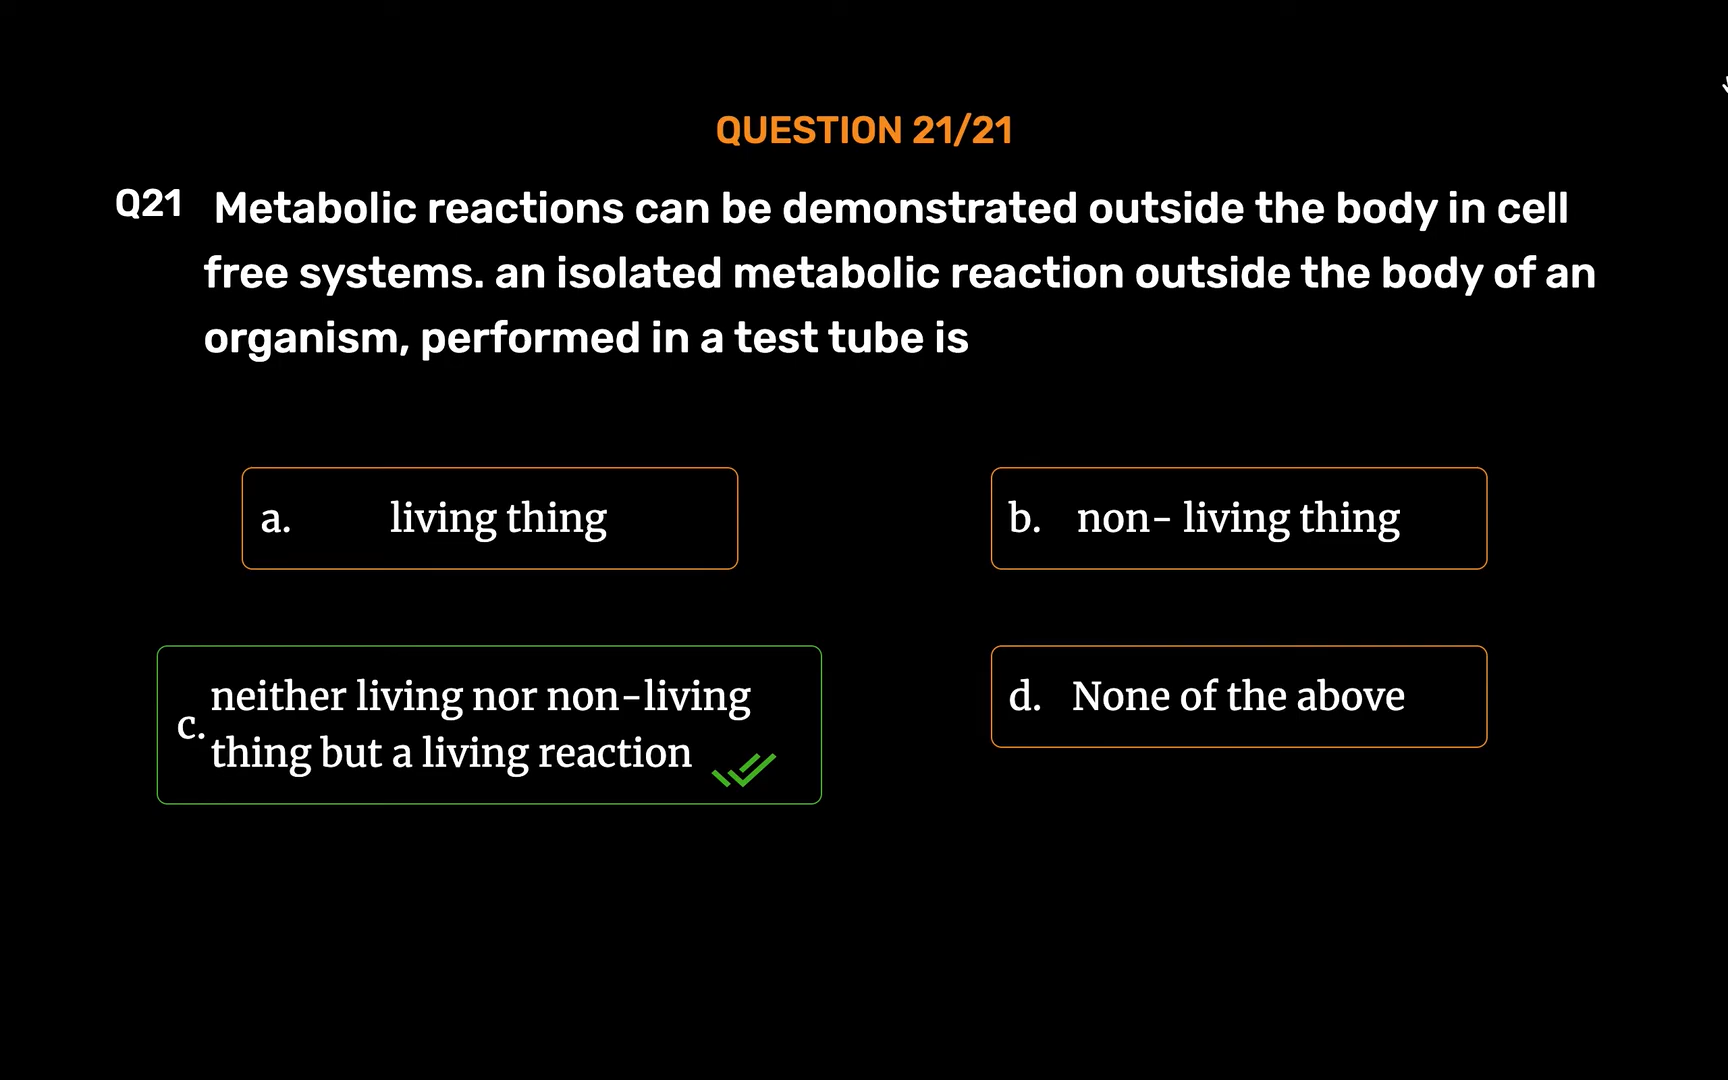 QUESTION 21/21
Q21 Metabolic reactions can be demonstrated outside the body in cell
free systems. an isolated metabolic reaction outside the body of an
organism, performed in a test tube is
a. living thing
b. non- living thing
c. neither living nor non-living
thing but a living reaction
d. None of the above